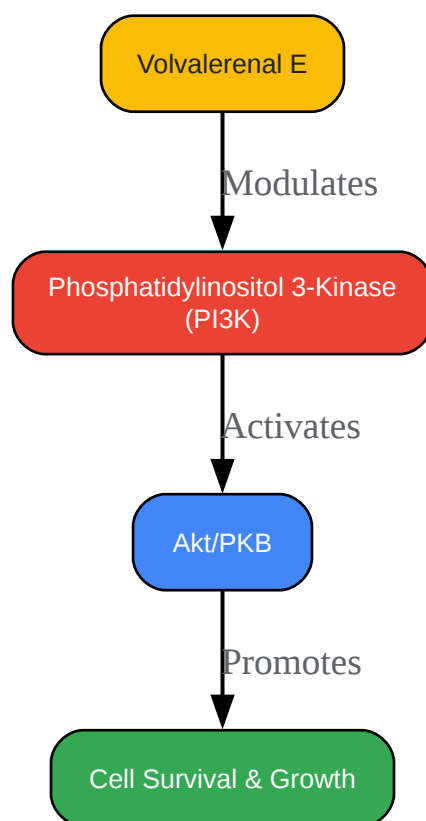 Volvalerenal E
Modulates
Phosphatidylinositol 3-Kinase
(PI3K)
Activates
Akt/PKB
Promotes
Cell Survival & Growth